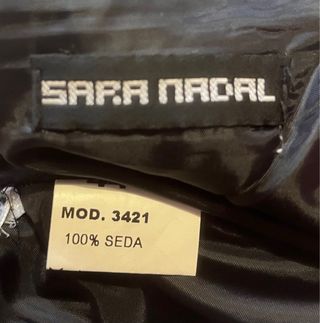 SARA NADAL
MOD. 3421
100% SEDA